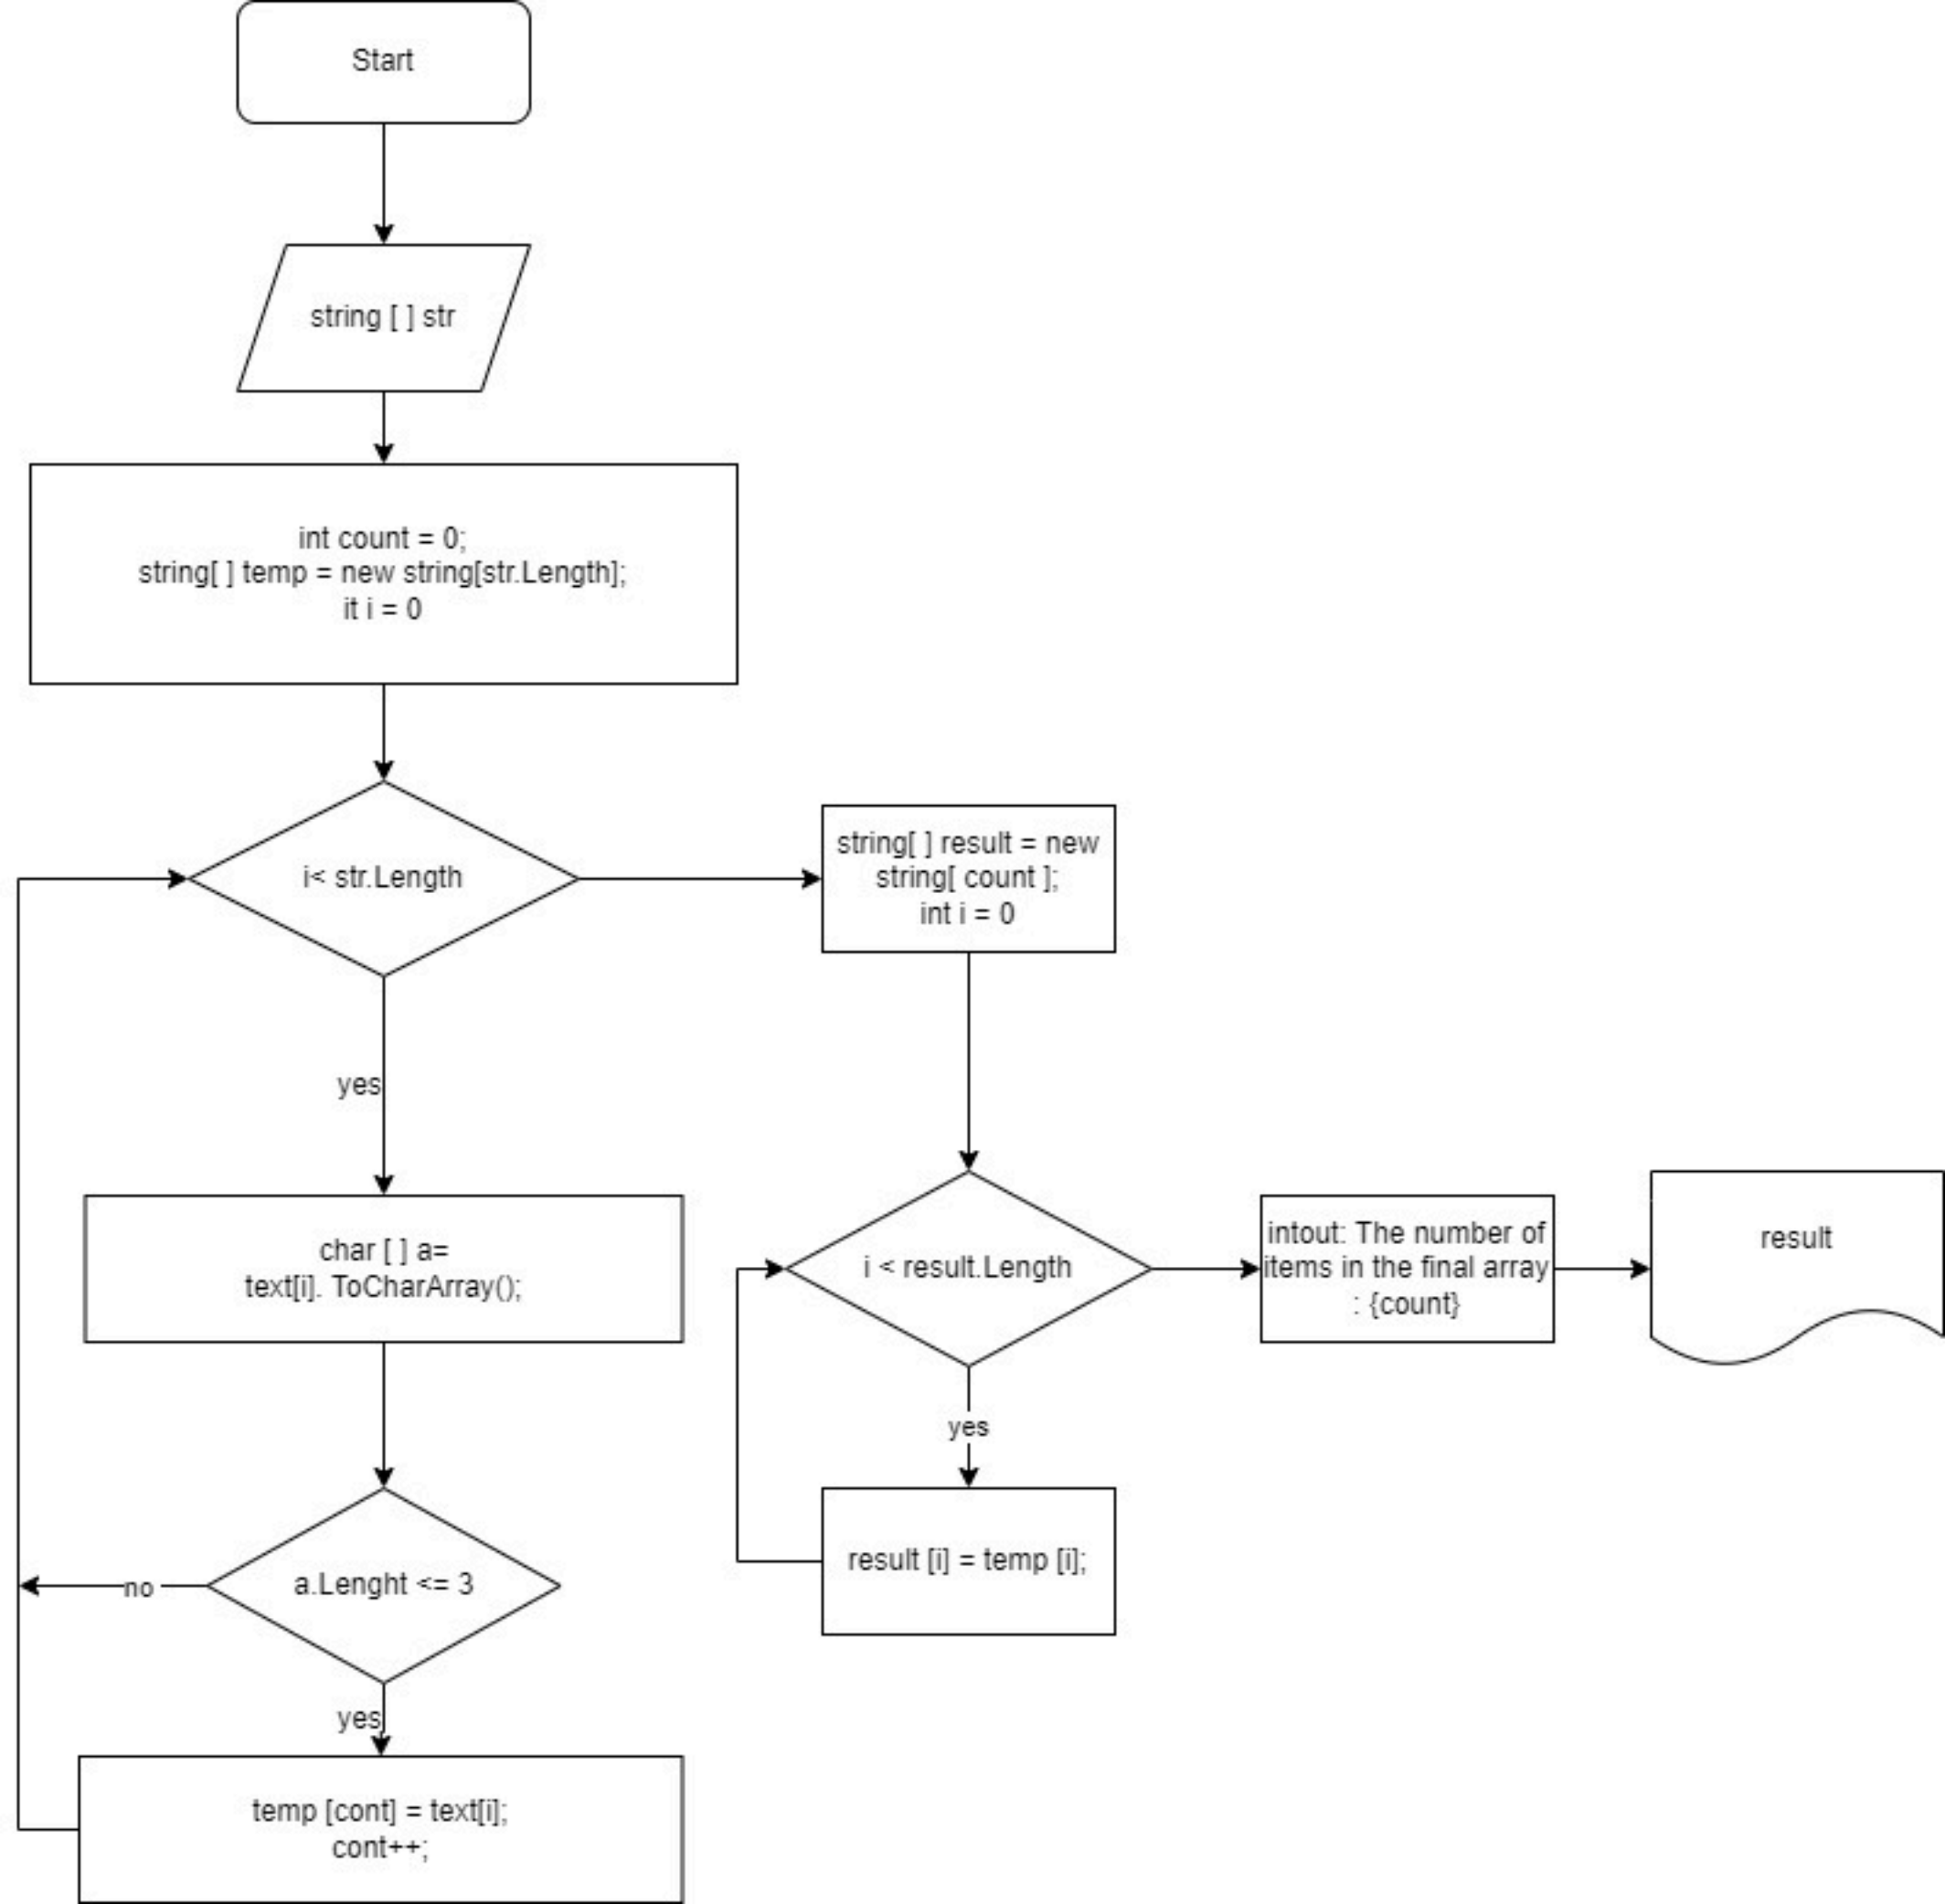 Start
string [ ] str
int count = 0;
string[ ] temp = new string[str.Length];
it i = 0
i< str.Length
string[ ] result = new
string[ count ];
int i = 0
yes
char [ ] a=
text[i]. ToCharArray();
i < result.Length
intout: The number of
items in the final array
: {count}
result
yes
result [i] = temp [i];
a.Lenght <= 3
no
yes
temp [cont] = text[i];
cont++;